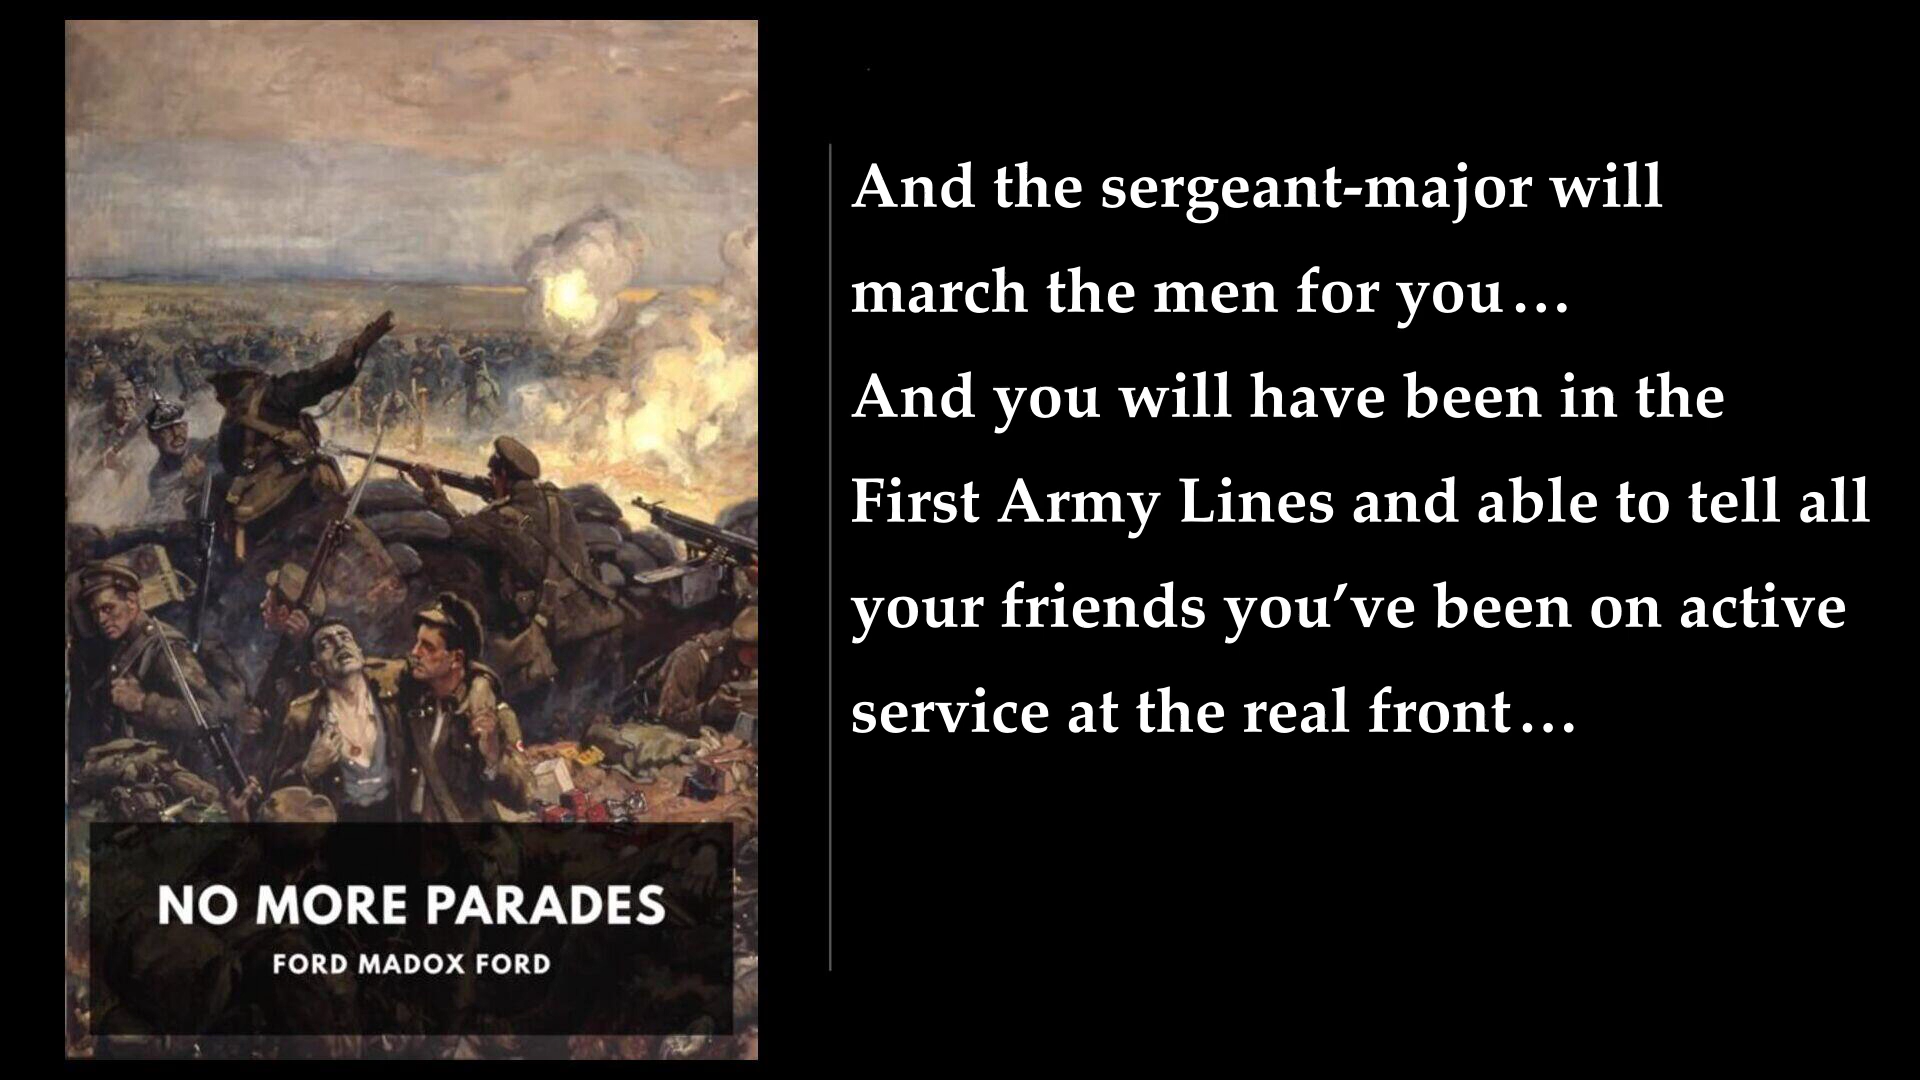 And the sergeant-major will
march the men for you…
And you will have been in the
First Army Lines and able to tell all
your friends you’ve been on active
service at the real front…
NO MORE PARADES
FORD MADOX FORD